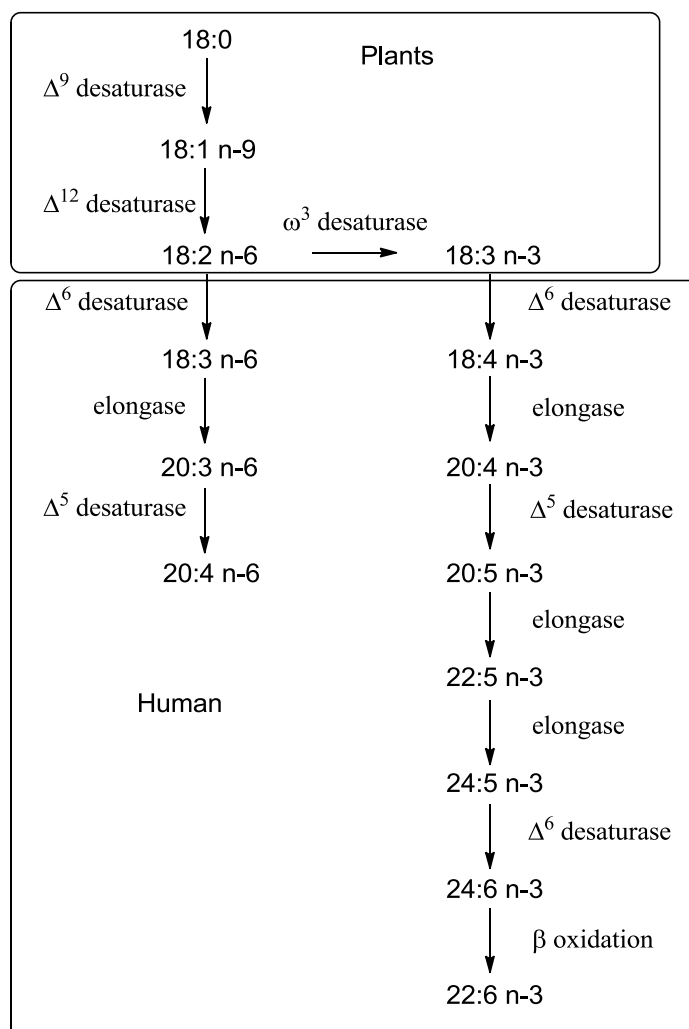 18:0
Plants
Δ⁹ desaturase
18:1 n-9
Δ¹² desaturase
ω³ desaturase
18:2 n-6
18:3 n-3
Δ⁶ desaturase
Δ⁶ desaturase
18:3 n-6
18:4 n-3
elongase
elongase
20:3 n-6
20:4 n-3
Δ⁵ desaturase
Δ⁵ desaturase
20:4 n-6
20:5 n-3
elongase
22:5 n-3
Human
elongase
24:5 n-3
Δ⁶ desaturase
24:6 n-3
β oxidation
22:6 n-3